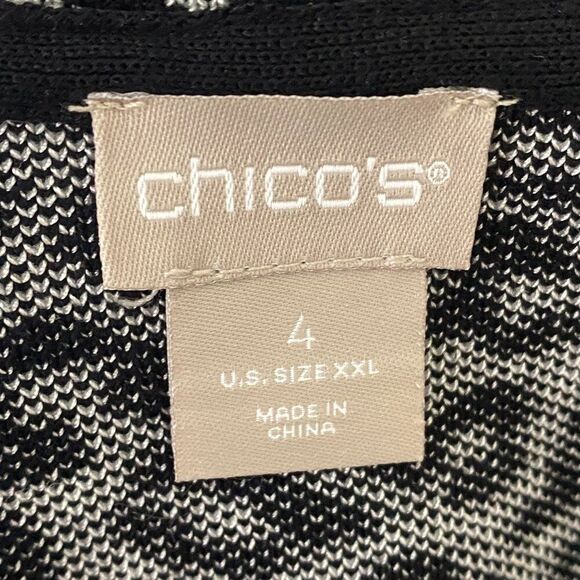 chico's®
4
U.S. SIZE XXL
MADE IN
CHINA